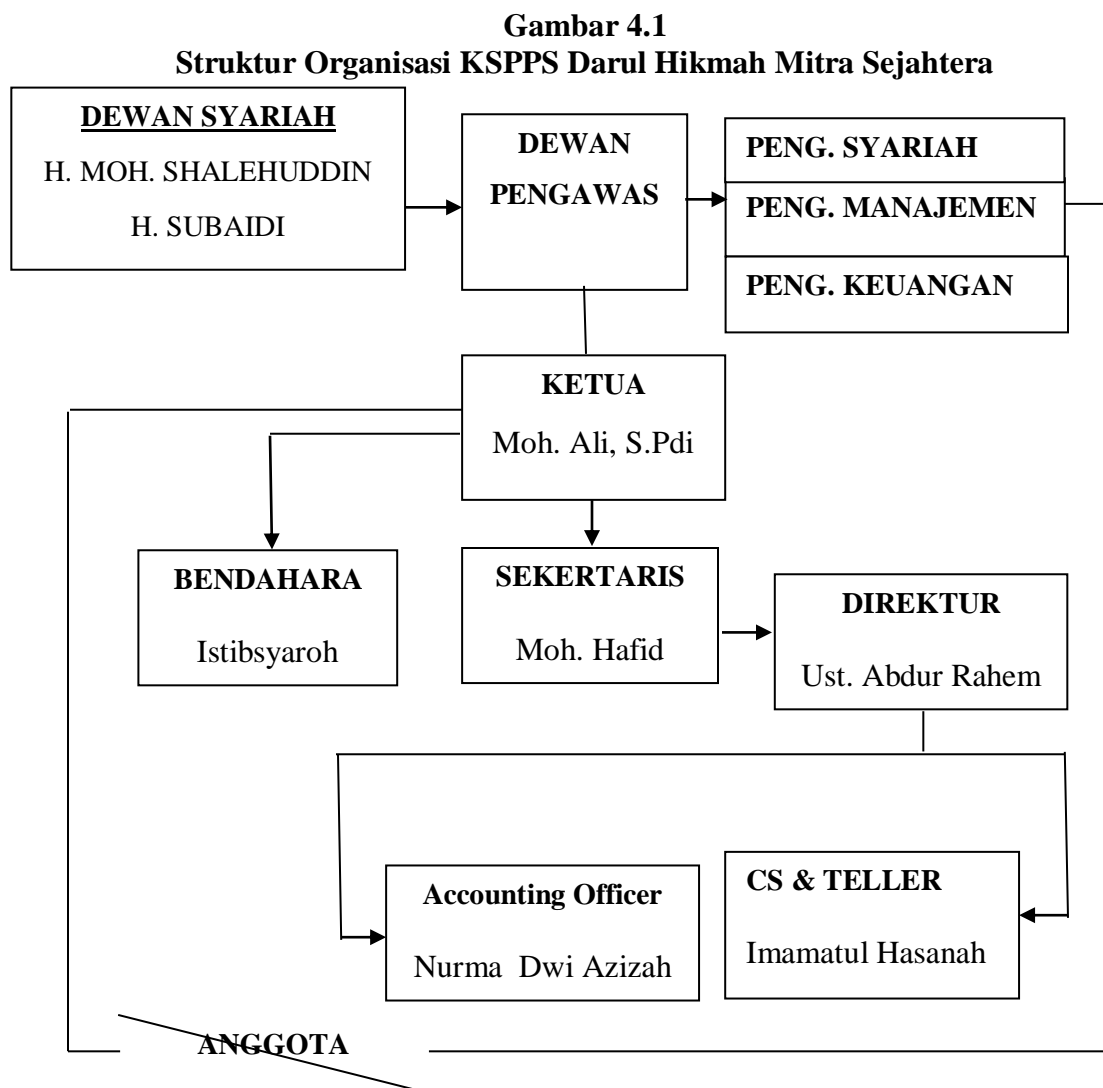 Gambar 4.1
Struktur Organisasi KSPPS Darul Hikmah Mitra Sejahtera
DEWAN SYARIAH
H. MOH. SHALEHUDDIN
H. SUBAIDI
DEWAN
PENGAWAS
PENG. SYARIAH
PENG. MANAJEMEN
PENG. KEUANGAN
KETUA
Moh. Ali, S.Pdi
BENDAHARA
Istibsyaroh
SEKERTARIS
Moh. Hafid
DIREKTUR
Ust. Abdur Rahem
Accounting Officer
Nurma Dwi Azizah
CS & TELLER
Imamatul Hasanah
ANGGOTA